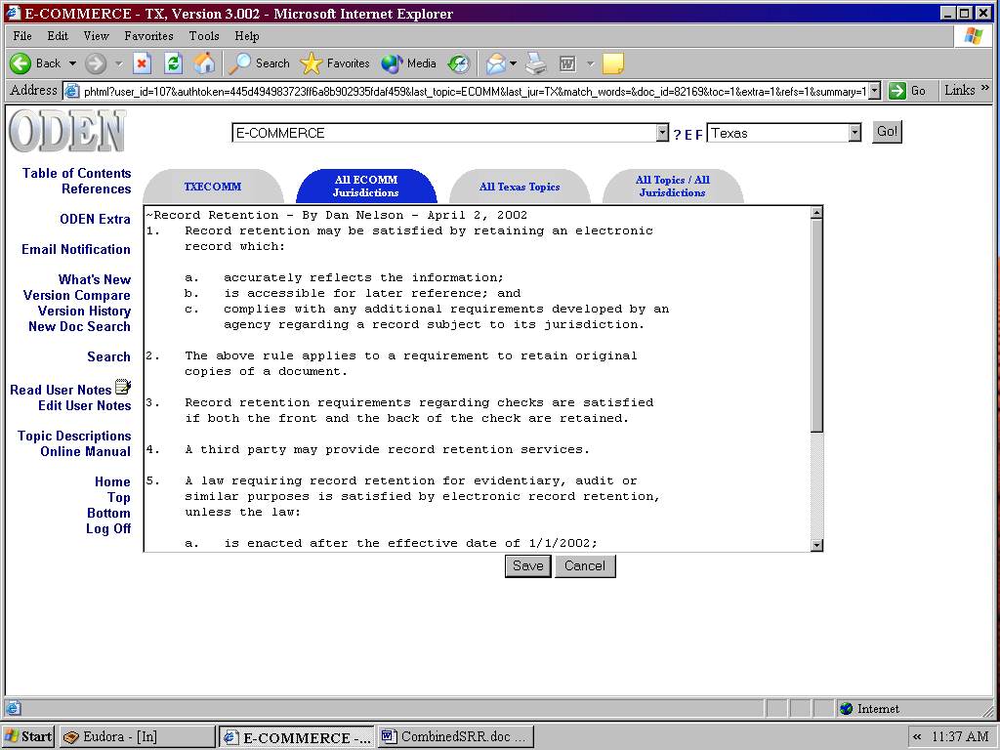 E-COMMERCE - TX, Version 3.002 - Microsoft Internet Explorer
File Edit View Favorites Tools Help
Back Search Favorites Media
Address phtml?user_id=107&authtoken=445d494983723ff6a8b902935fdaf459&last_topic=ECOMM&last_jur=TX&match_words=&doc_id=82169&toc=1&extra=1&refs=1&summary=1 Go Links »
ODEN
E-COMMERCE ? E F Texas Go!
Table of Contents
References
ODEN Extra
Email Notification
What's New
Version Compare
Version History
New Doc Search
Search
Read User Notes
Edit User Notes
Topic Descriptions
Online Manual
Home
Top
Bottom
Log Off
TXECOMM
All ECOMM
Jurisdictions
All Texas Topics
All Topics / All
Jurisdictions
~Record Retention - By Dan Nelson - April 2, 2002
1. Record retention may be satisfied by retaining an electronic
record which:
a. accurately reflects the information;
b. is accessible for later reference; and
c. complies with any additional requirements developed by an
agency regarding a record subject to its jurisdiction.
2. The above rule applies to a requirement to retain original
copies of a document.
3. Record retention requirements regarding checks are satisfied
if both the front and the back of the check are retained.
4. A third party may provide record retention services.
5. A law requiring record retention for evidentiary, audit or
similar purposes is satisfied by electronic record retention,
unless the law:
a. is enacted after the effective date of 1/1/2002;
Save Cancel
Internet
Start Eudora - [In] E-COMMERCE -... CombinedSRR.doc ... « 11:37 AM